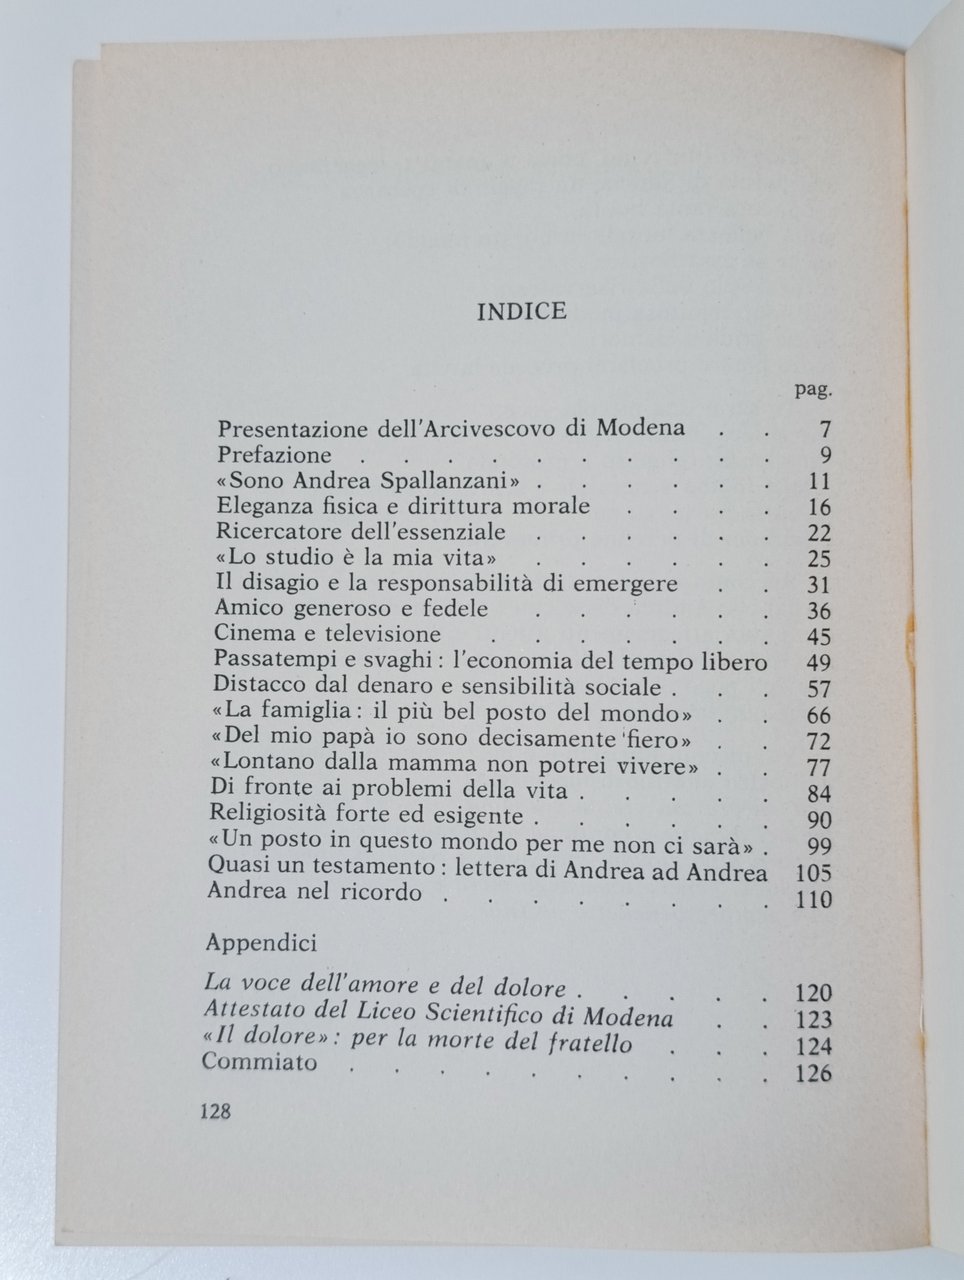 INDICE
pag.
Presentazione dell'Arcivescovo di Modena . . 7
Prefazione . . . . . . . . . . 9
«Sono Andrea Spallanzani» . . . . . . 11
Eleganza fisica e dirittura morale . . . . 16
Ricercatore dell'essenziale . . . . . . 22
«Lo studio è la mia vita» . . . . . . 25
Il disagio e la responsabilità di emergere . . 31
Amico generoso e fedele . . . . . . 36
Cinema e televisione . . . . . . . 45
Passatempi e svaghi: l'economia del tempo libero 49
Distacco dal denaro e sensibilità sociale . . . 57
«La famiglia: il più bel posto del mondo» . . 66
«Del mio papà io sono decisamente fiero» . . 72
«Lontano dalla mamma non potrei vivere» . . 77
Di fronte ai problemi della vita . . . . . 84
Religiosità forte ed esigente . . . . . . 90
«Un posto in questo mondo per me non ci sarà» . 99
Quasi un testamento: lettera di Andrea ad Andrea 105
Andrea nel ricordo . . . . . . . . 110
Appendici
La voce dell'amore e del dolore . . . . . 120
Attestato del Liceo Scientifico di Modena . . 123
«Il dolore»: per la morte del fratello . . . 124
Commiato . . . . . . . . . . 126
128